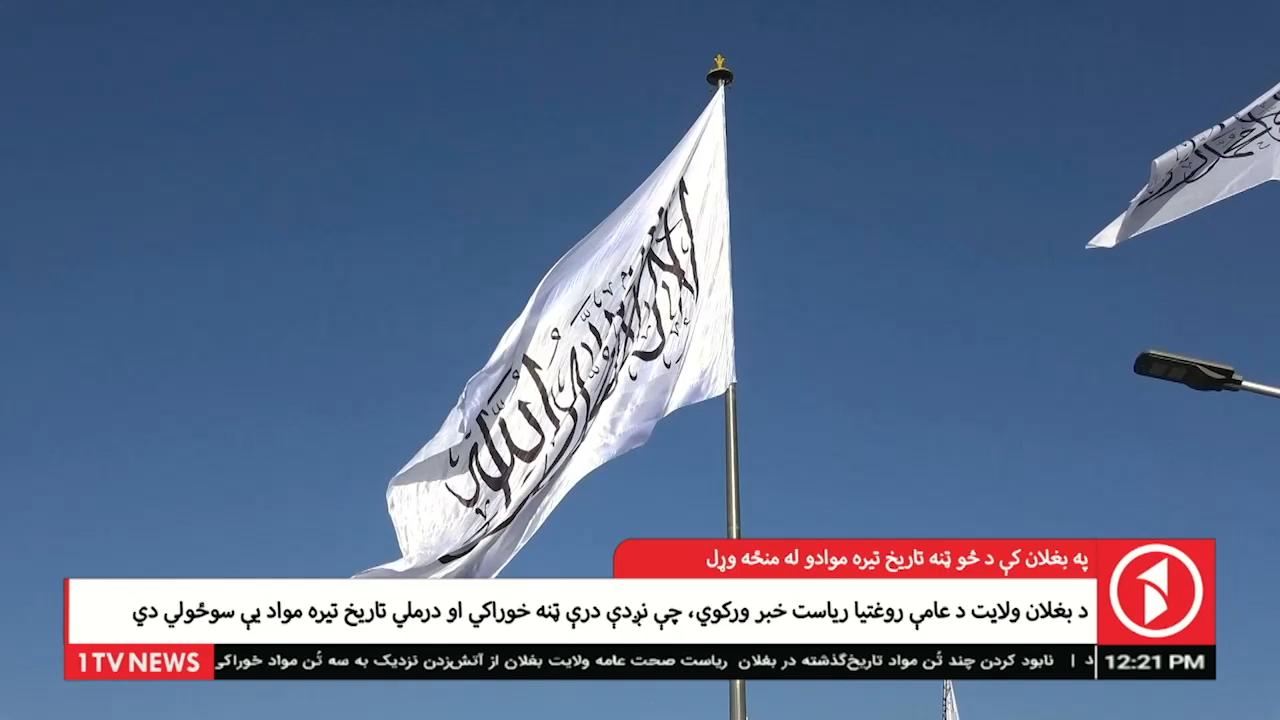 په بغلان کې د څو ټنه تاریخ تیره موادو له منځه وړل
د بغلان ولایت د عامې روغتیا ریاست خبر ورکوي، چې نږدې درې ټنه خوراکي او درملي تاریخ تیره مواد یې سوځولي دي
1TV NEWS
د | نابود کردن چند تُن مواد تاریخ‌گذشته در بغلان ریاست صحت عامه ولایت بغلان از آتش‌زدن نزدیک به سه تُن مواد خوراکی
12:21 PM